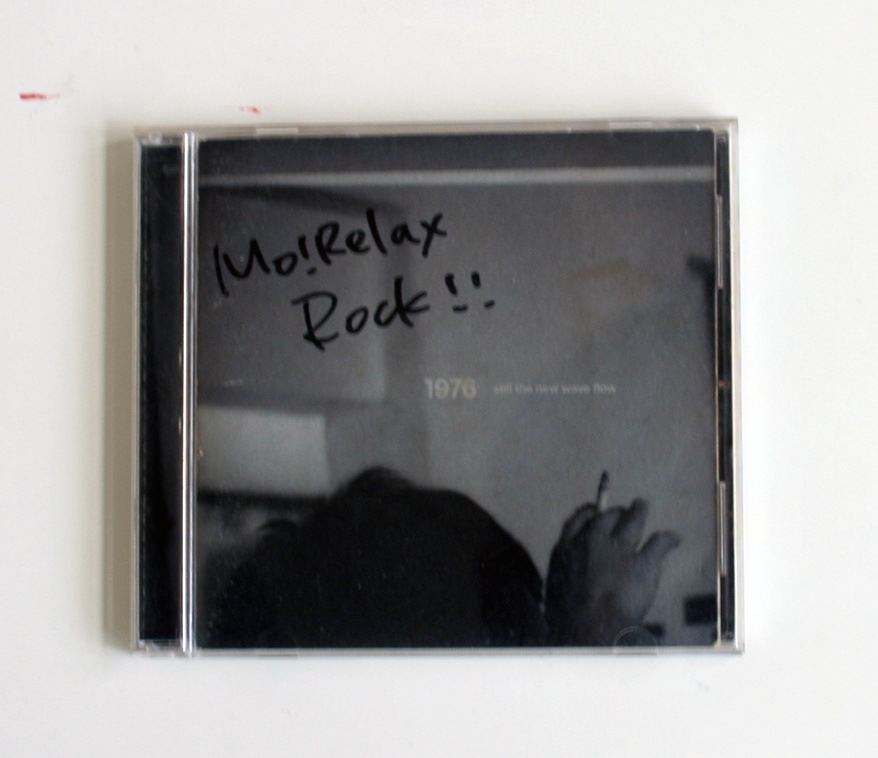 Mo! Relax
Rock!!
1976 still the new wave flow